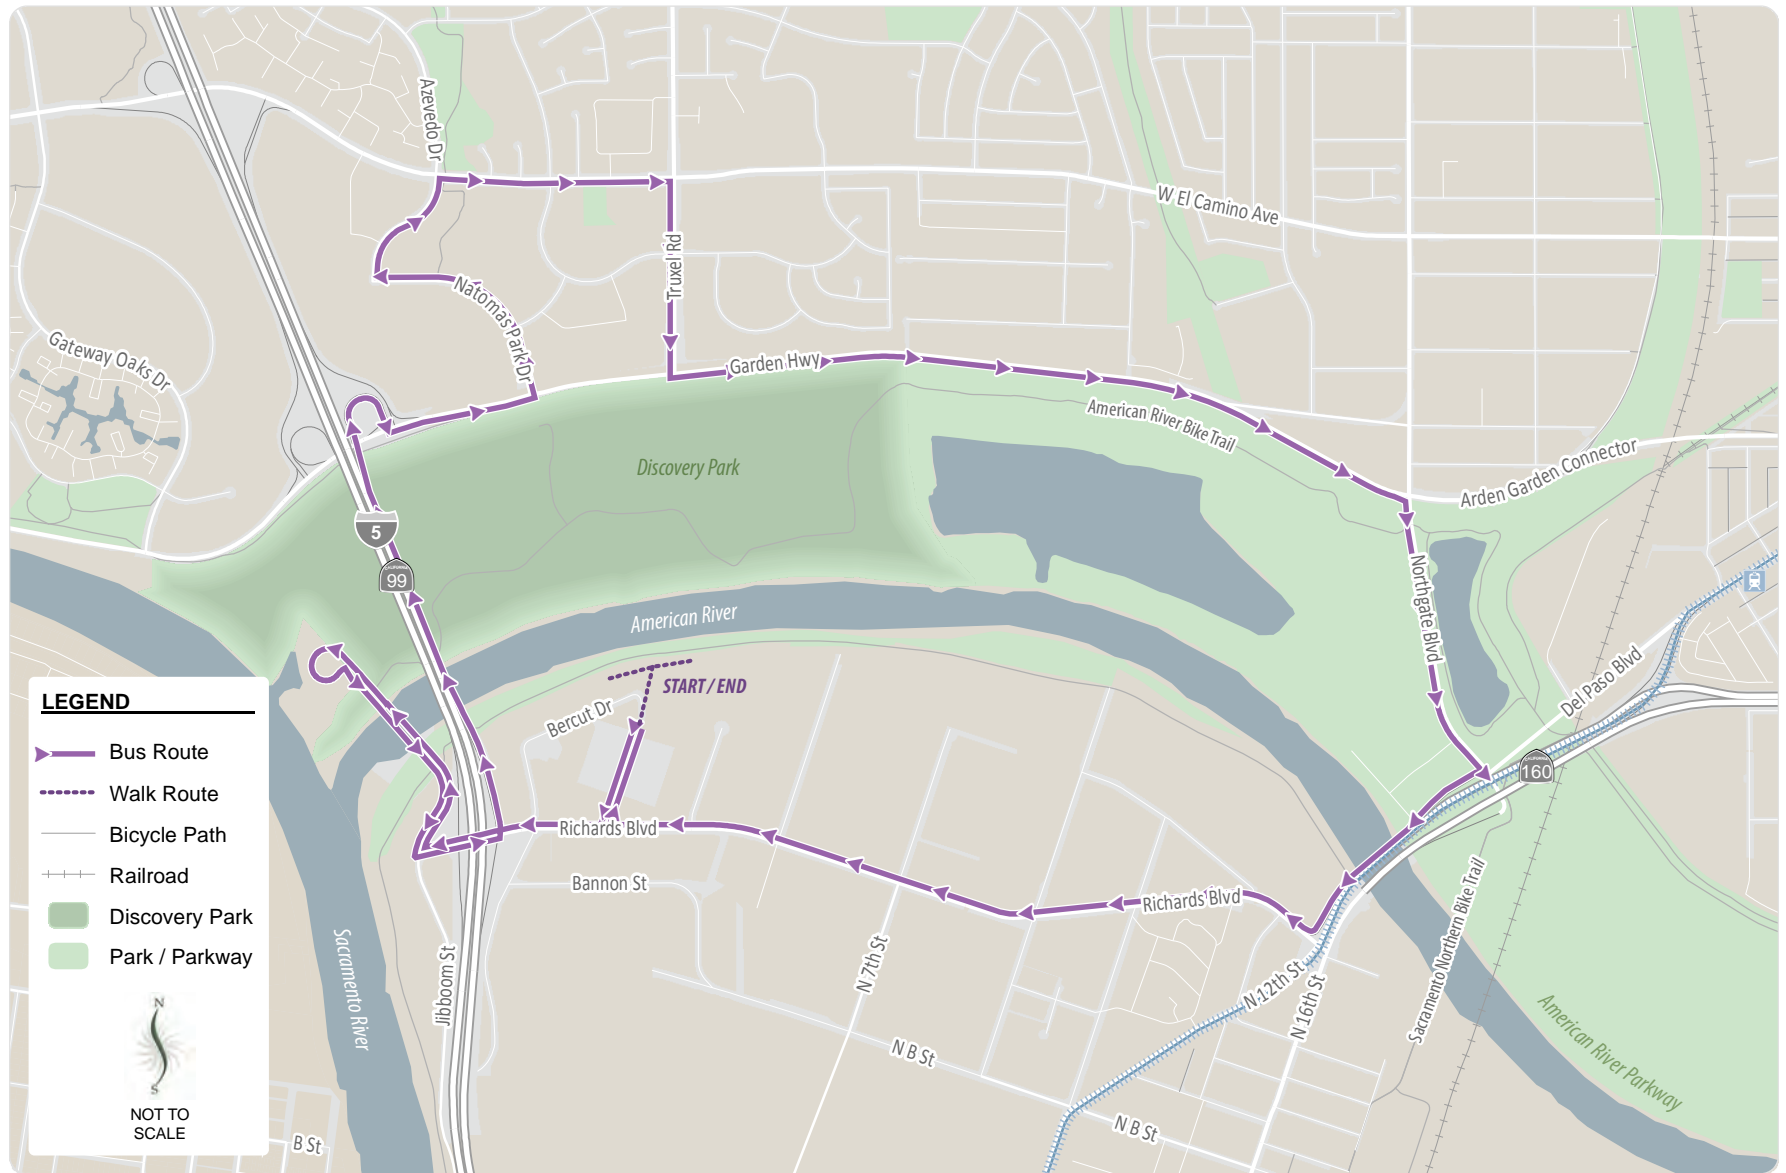 Azevedo Dr
W El Camino Ave
Truxel Rd
Natomas Park Dr
Gateway Oaks Dr
Garden Hwy
American River Bike Trail
Arden Garden Connector
Discovery Park
5
CALIFORNIA
99
Northgate Blvd
American River
START / END
Bercut Dr
Del Paso Blvd
CALIFORNIA
160
Richards Blvd
Bannon St
Richards Blvd
Jibboom St
Sacramento River
N 7th St
N 12th St
N 16th St
Sacramento Northern Bike Trail
N B St
N B St
American River Parkway
B St
LEGEND
Bus Route
Walk Route
Bicycle Path
Railroad
Discovery Park
Park / Parkway
N
S
NOT TO
SCALE